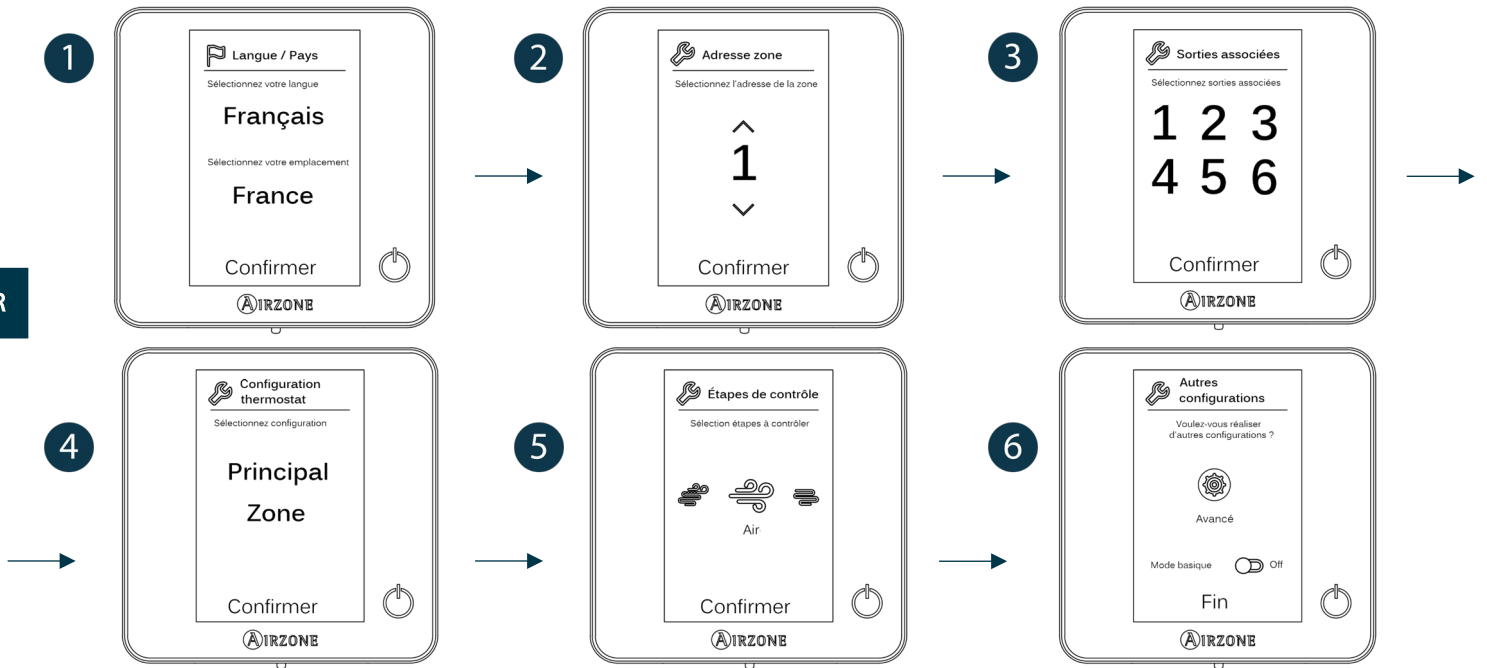 1
Langue / Pays
Sélectionnez votre langue
Français
Sélectionnez votre emplacement
France
Confirmer
AIRZONE
2
Adresse zone
Sélectionnez l'adresse de la zone
1
Confirmer
AIRZONE
3
Sorties associées
Sélectionnez sorties associées
1 2 3
4 5 6
Confirmer
AIRZONE
R
4
Configuration
thermostat
Sélectionnez configuration
Principal
Zone
Confirmer
AIRZONE
5
Étapes de contrôle
Sélection étapes à contrôler
Air
Confirmer
AIRZONE
6
Autres
configurations
Voulez-vous réaliser
d'autres configurations ?
Avancé
Mode basique Off
Fin
AIRZONE